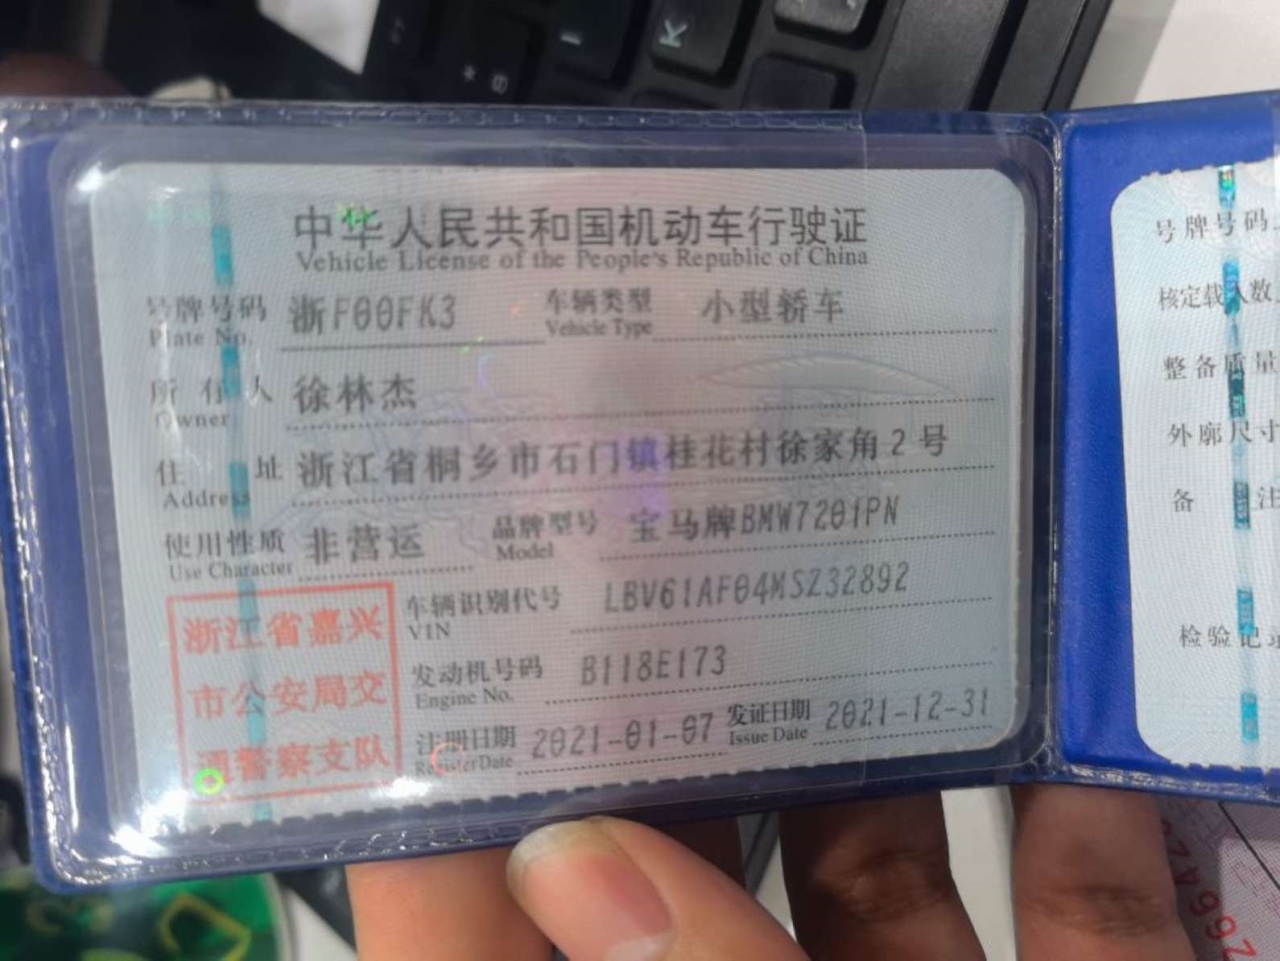 中华人民共和国机动车行驶证
Vehicle License of the People's Republic of China
号牌号码 浙F00FK3 车辆类型 小型轿车
Plate No. Vehicle Type
所有人 徐林杰
Owner
住址 浙江省桐乡市石门镇桂花村徐家角2号
Address
使用性质 非营运 品牌型号 宝马牌BMW7201PN
Use Character Model
浙江省嘉兴
市公安局交
通警察支队
车辆识别代号 LBV61AF04MSZ32892
VIN
发动机号码 B118E173
Engine No.
注册日期 2021-01-07 发证日期 2021-12-31
Register Date Issue Date
号牌号码
核定载人数
整备质量
外廓尺寸
备注
检验记录
K